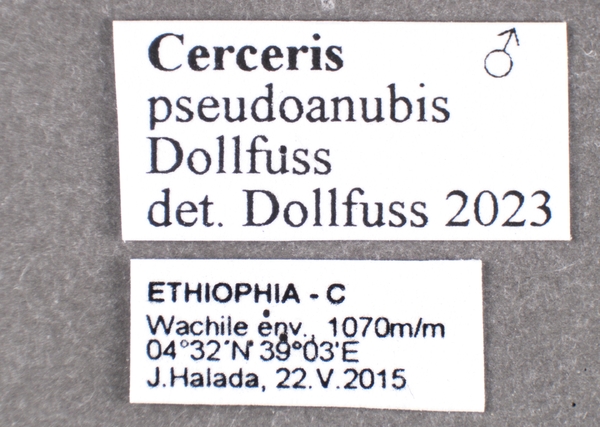 Cerceris ♂
pseudoanubis
Dollfuss
det. Dollfuss 2023
ETHIOPHIA - C
Wachile env., 1070m/m
04°32'N 39°03'E
J.Halada, 22.V.2015